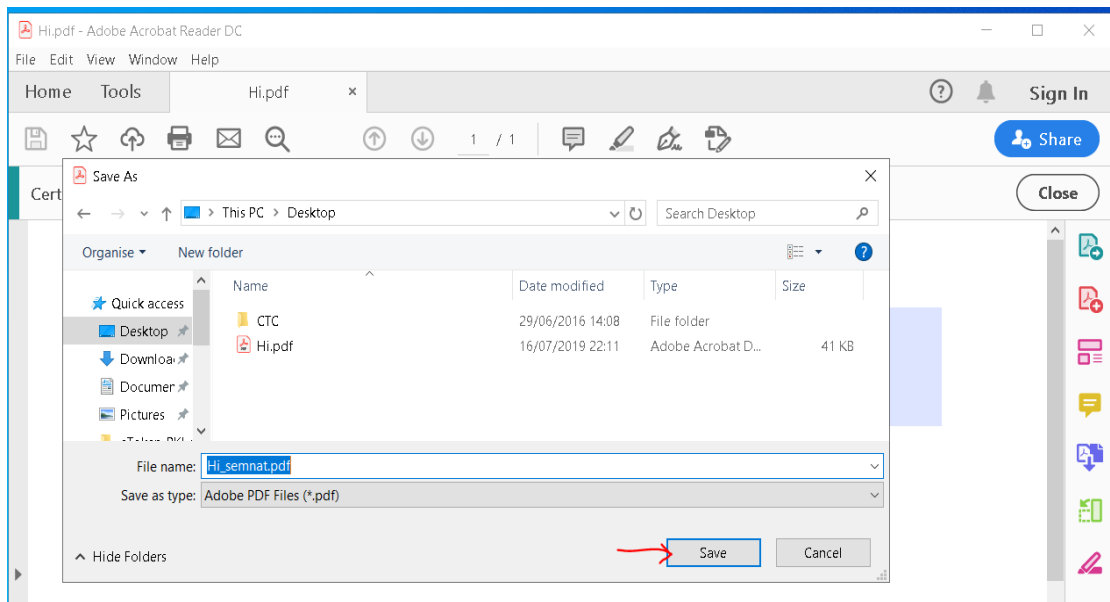 Hi.pdf - Adobe Acrobat Reader DC
File Edit View Window Help
Home Tools Hi.pdf × Sign In
1 / 1 Share
Cert Close
Save As
This PC > Desktop Search Desktop
Organise New folder
Name Date modified Type Size
Quick access
CTC 29/06/2016 14:08 File folder
Desktop
Hi.pdf 16/07/2019 22:11 Adobe Acrobat D... 41 KB
Downloa
Documer
Pictures
File name: Hi_semnat.pdf
Save as type: Adobe PDF Files (*.pdf)
Hide Folders Save Cancel